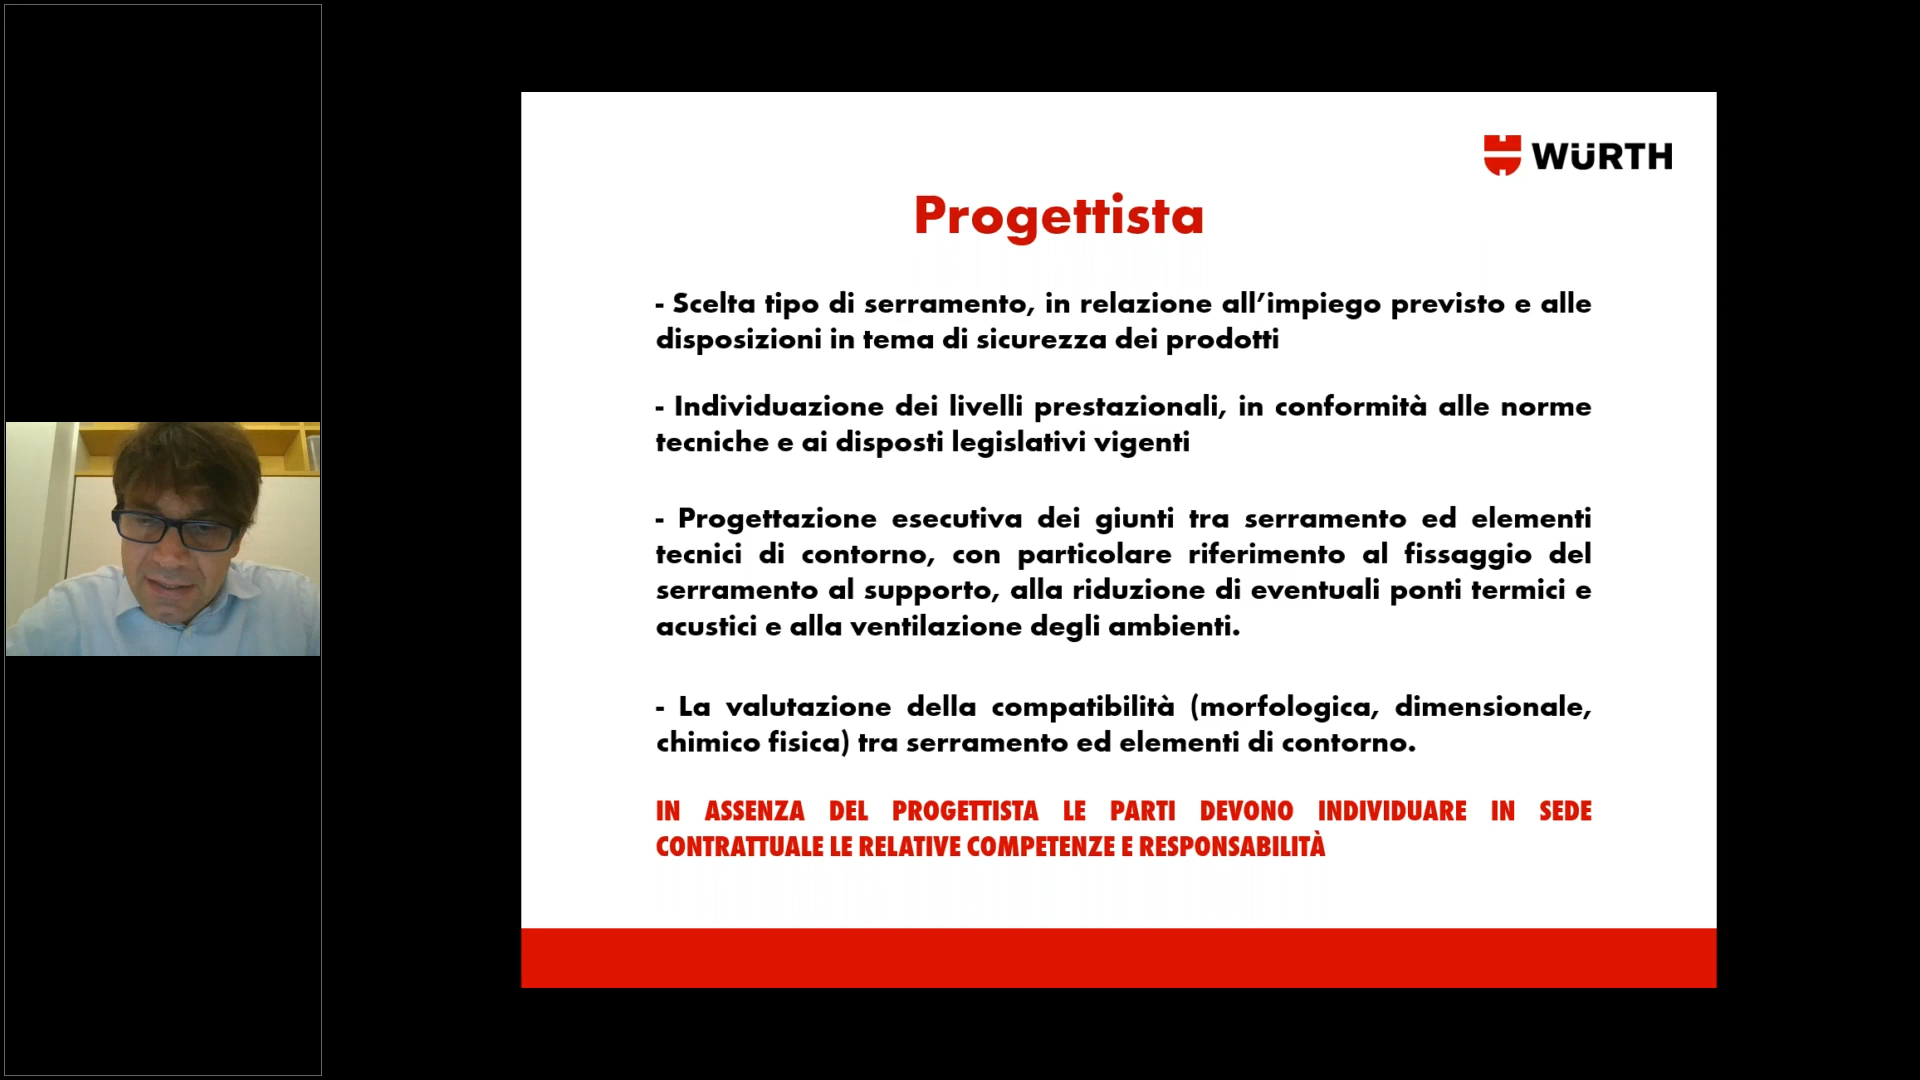 WÜRTH
Progettista
- Scelta tipo di serramento, in relazione all’impiego previsto e alle
disposizioni in tema di sicurezza dei prodotti
- Individuazione dei livelli prestazionali, in conformità alle norme
tecniche e ai disposti legislativi vigenti
- Progettazione esecutiva dei giunti tra serramento ed elementi
tecnici di contorno, con particolare riferimento al fissaggio del
serramento al supporto, alla riduzione di eventuali ponti termici e
acustici e alla ventilazione degli ambienti.
- La valutazione della compatibilità (morfologica, dimensionale,
chimico fisica) tra serramento ed elementi di contorno.
IN ASSENZA DEL PROGETTISTA LE PARTI DEVONO INDIVIDUARE IN SEDE
CONTRATTUALE LE RELATIVE COMPETENZE E RESPONSABILITÀ